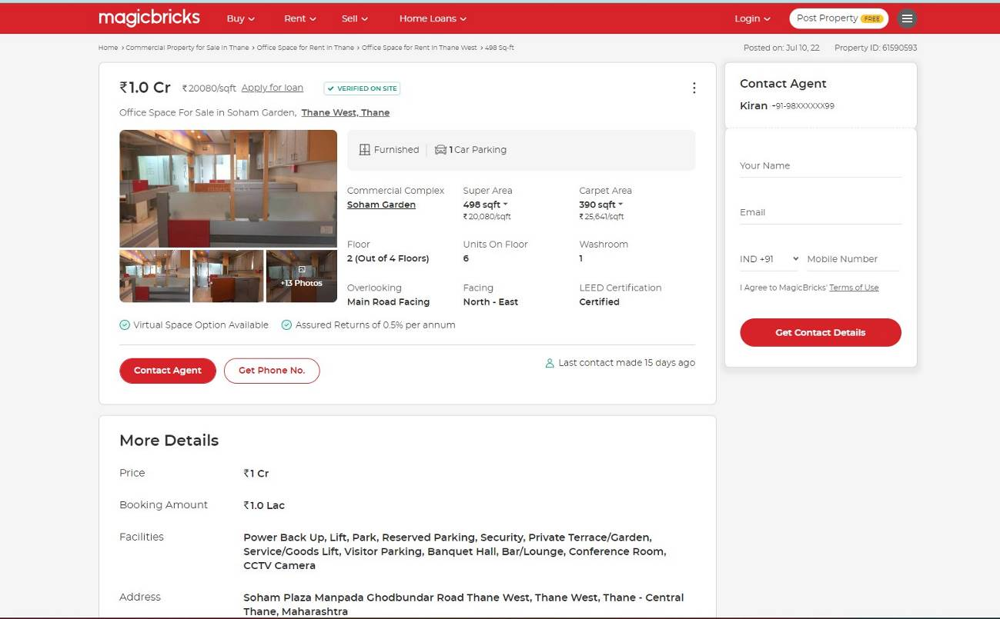 magicbricks Buy Rent Sell Home Loans Login Post Property FREE
Home › Commercial Property for Sale in Thane › Office Space for Rent in Thane › Office Space for Rent in Thane West › 498 Sq-ft
Posted on: Jul 10, 22 Property ID: 61590593
₹1.0 Cr ₹20080/sqft Apply for loan VERIFIED ON SITE
Office Space For Sale in Soham Garden, Thane West, Thane
magicbricks
+13 Photos
Furnished 1 Car Parking
Commercial Complex Super Area Carpet Area
Soham Garden 498 sqft 390 sqft
₹20,080/sqft ₹25,641/sqft
Floor Units On Floor Washroom
2 (Out of 4 Floors) 6 1
Overlooking Facing LEED Certification
Main Road Facing North - East Certified
Virtual Space Option Available Assured Returns of 0.5% per annum
Contact Agent Get Phone No. Last contact made 15 days ago
Contact Agent
Kiran +91-98XXXXXX99
Your Name
Email
IND +91 Mobile Number
I Agree to MagicBricks' Terms of Use
Get Contact Details
More Details
Price ₹1 Cr
Booking Amount ₹1.0 Lac
Facilities Power Back Up, Lift, Park, Reserved Parking, Security, Private Terrace/Garden,
Service/Goods Lift, Visitor Parking, Banquet Hall, Bar/Lounge, Conference Room,
CCTV Camera
Address Soham Plaza Manpada Ghodbundar Road Thane West, Thane West, Thane - Central
Thane, Maharashtra